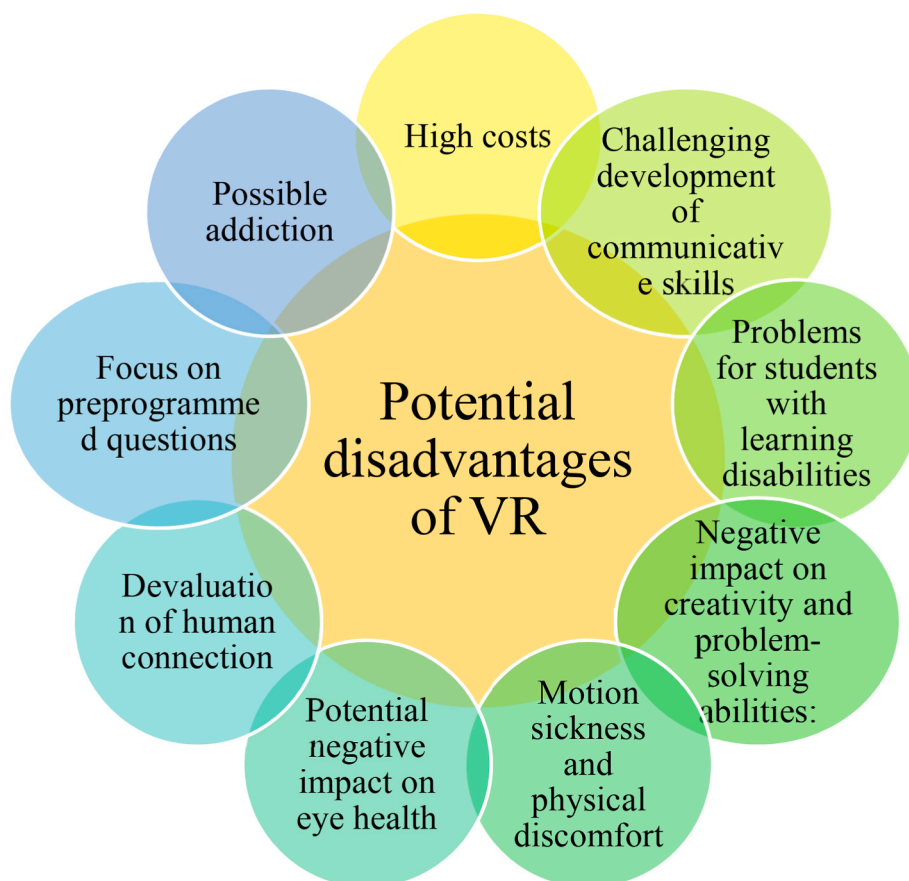 Potential
disadvantages
of VR
High costs
Challenging
development
of
communicativ
e skills
Problems
for students
with
learning
disabilities
Negative
impact on
creativity and
problem-
solving
abilities:
Motion
sickness
and
physical
discomfort
Potential
negative
impact on
eye health
Devaluatio
n of human
connection
Focus on
preprogramme
d questions
Possible
addiction